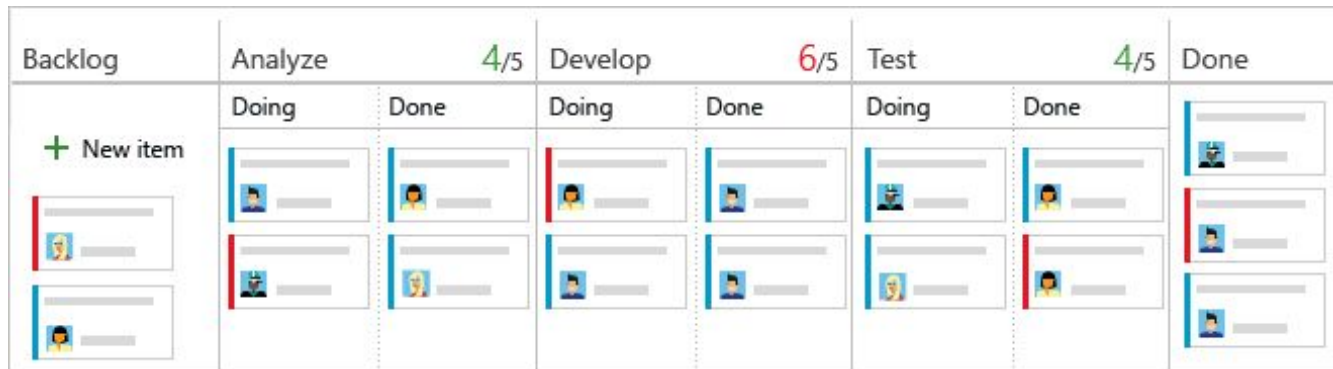 Backlog
Analyze 4/5
Develop 6/5
Test 4/5
Done
Doing Done
Doing Done
Doing Done
+ New item